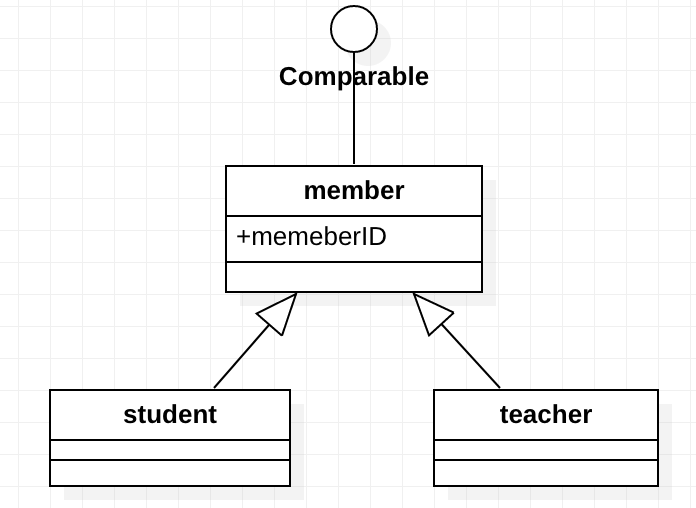 Comparable
member
+memeberID
student
teacher